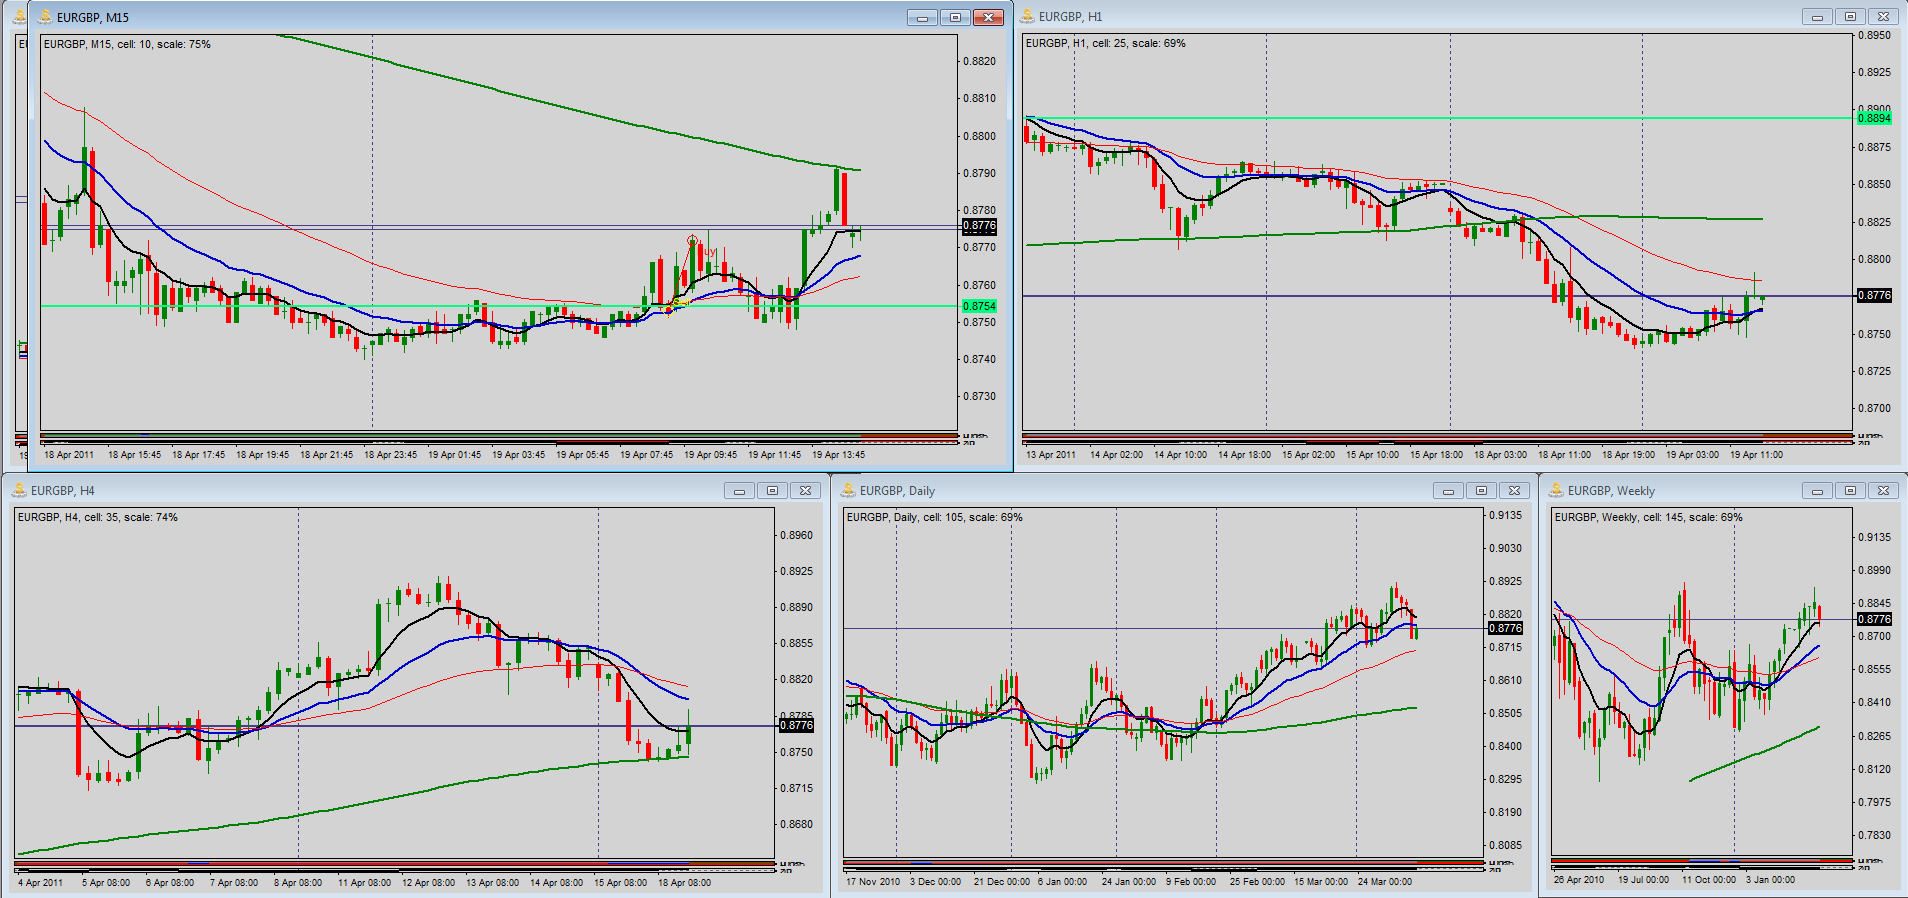 EURGBP, M15
EURGBP, M15, cell: 10, scale: 75%
0.8820
0.8810
0.8800
0.8790
0.8780
0.8776
0.8770
0.8760
0.8754
0.8750
0.8740
0.8730
18 Apr 2011
18 Apr 15:45
18 Apr 17:45
18 Apr 19:45
18 Apr 21:45
18 Apr 23:45
19 Apr 01:45
19 Apr 03:45
19 Apr 05:45
19 Apr 07:45
19 Apr 09:45
19 Apr 11:45
19 Apr 13:45
EURGBP, H1
EURGBP, H1, cell: 25, scale: 69%
0.8950
0.8925
0.8900
0.8894
0.8875
0.8850
0.8825
0.8800
0.8776
0.8750
0.8725
0.8700
13 Apr 2011
14 Apr 02:00
14 Apr 10:00
14 Apr 18:00
15 Apr 02:00
15 Apr 10:00
15 Apr 18:00
18 Apr 03:00
18 Apr 11:00
18 Apr 19:00
19 Apr 03:00
19 Apr 11:00
EURGBP, H4
EURGBP, H4, cell: 35, scale: 74%
0.8960
0.8925
0.8890
0.8855
0.8820
0.8785
0.8776
0.8750
0.8715
0.8680
4 Apr 2011
5 Apr 08:00
6 Apr 08:00
7 Apr 08:00
8 Apr 08:00
11 Apr 08:00
12 Apr 08:00
13 Apr 08:00
14 Apr 08:00
15 Apr 08:00
18 Apr 08:00
EURGBP, Daily
EURGBP, Daily, cell: 105, scale: 69%
0.9135
0.9030
0.8925
0.8820
0.8776
0.8715
0.8610
0.8505
0.8400
0.8295
0.8190
0.8085
17 Nov 2010
3 Dec 00:00
21 Dec 00:00
6 Jan 00:00
24 Jan 00:00
9 Feb 00:00
25 Feb 00:00
15 Mar 00:00
24 Mar 00:00
EURGBP, Weekly
EURGBP, Weekly, cell: 145, scale: 69%
0.9135
0.8990
0.8845
0.8776
0.8700
0.8555
0.8410
0.8265
0.8120
0.7975
0.7830
26 Apr 2010
19 Jul 00:00
11 Oct 00:00
3 Jan 00:00